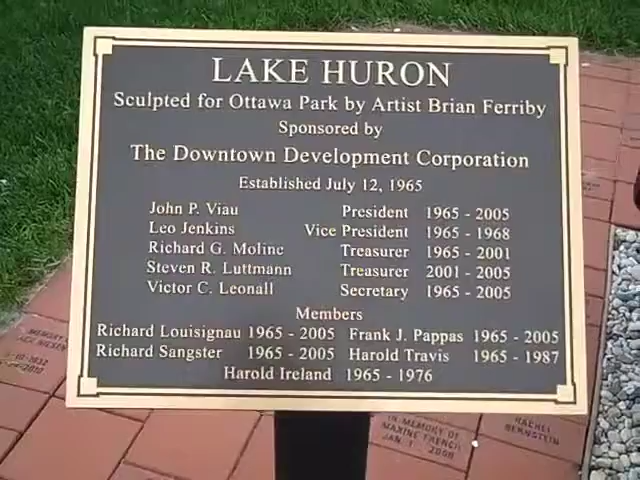 LAKE HURON
Sculpted for Ottawa Park by Artist Brian Ferriby
Sponsored by
The Downtown Development Corporation
Established July 12, 1965
John P. Viau President 1965 - 2005
Leo Jenkins Vice President 1965 - 1968
Richard G. Moline Treasurer 1965 - 2001
Steven R. Luttmann Treasurer 2001 - 2005
Victor C. Leonall Secretary 1965 - 2005
Members
Richard Louisignau 1965 - 2005 Frank J. Pappas 1965 - 2005
Richard Sangster 1965 - 2005 Harold Travis 1965 - 1987
Harold Ireland 1965 - 1976
IN MEMORY OF
MAXINE FRENCH
JAN. 1 2008
RACHEL
BERNSTEIN